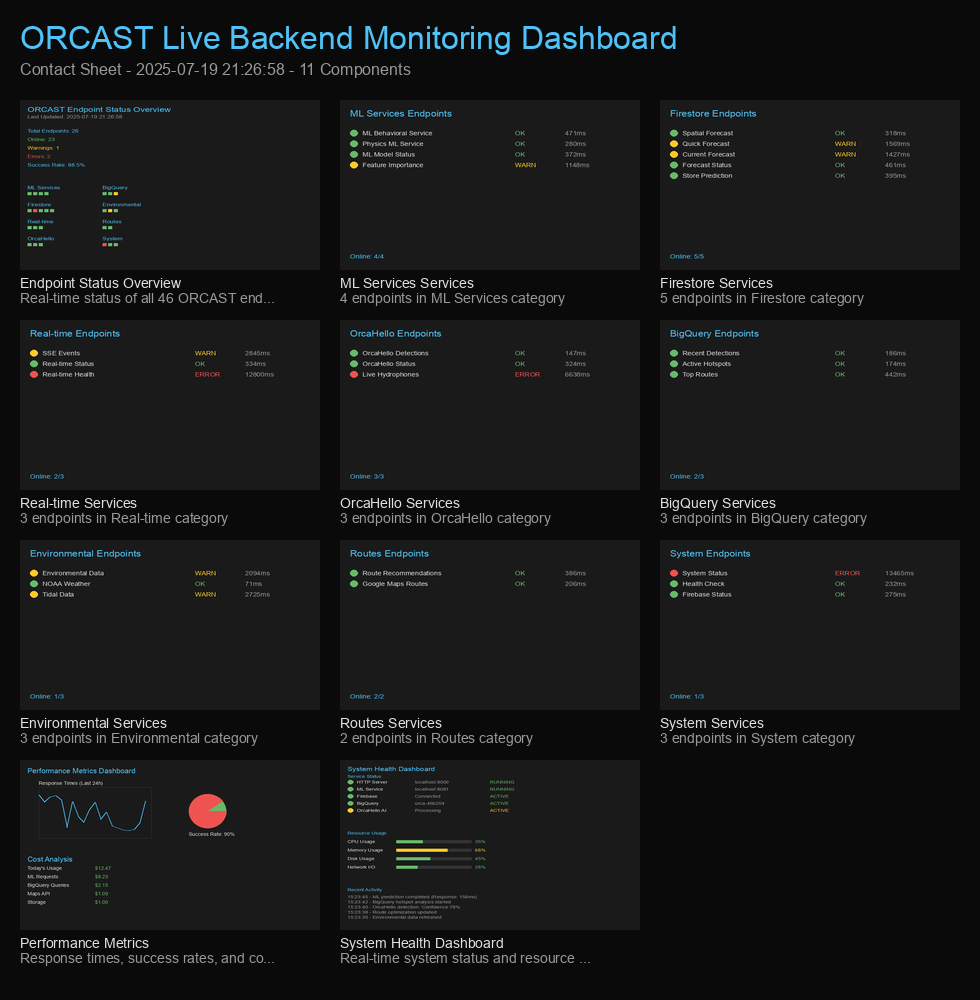 ORCAST Live Backend Monitoring Dashboard
Contact Sheet - 2025-07-19 21:26:58 - 11 Components
ORCAST Endpoint Status Overview
Last Updated: 2025-07-19 21:26:58
Total Endpoints: 26
Online: 23
Warnings: 1
Errors: 2
Success Rate: 88.5%
ML Services
BigQuery
Firestore
Environmental
Real-time
Routes
OrcaHello
System
Endpoint Status Overview
Real-time status of all 46 ORCAST end...
ML Services Endpoints
ML Behavioral Service OK 471ms
Physics ML Service OK 280ms
ML Model Status OK 372ms
Feature Importance WARN 1148ms
Online: 4/4
ML Services Services
4 endpoints in ML Services category
Firestore Endpoints
Spatial Forecast OK 318ms
Quick Forecast WARN 1569ms
Current Forecast WARN 1427ms
Forecast Status OK 461ms
Store Prediction OK 395ms
Online: 5/5
Firestore Services
5 endpoints in Firestore category
Real-time Endpoints
SSE Events WARN 2845ms
Real-time Status OK 334ms
Real-time Health ERROR 12800ms
Online: 2/3
Real-time Services
3 endpoints in Real-time category
OrcaHello Endpoints
OrcaHello Detections OK 147ms
OrcaHello Status OK 324ms
Live Hydrophones ERROR 6638ms
Online: 3/3
OrcaHello Services
3 endpoints in OrcaHello category
BigQuery Endpoints
Recent Detections OK 186ms
Active Hotspots OK 174ms
Top Routes OK 442ms
Online: 2/3
BigQuery Services
3 endpoints in BigQuery category
Environmental Endpoints
Environmental Data WARN 2094ms
NOAA Weather OK 71ms
Tidal Data WARN 2725ms
Online: 1/3
Environmental Services
3 endpoints in Environmental category
Routes Endpoints
Route Recommendations OK 386ms
Google Maps Routes OK 206ms
Online: 2/2
Routes Services
2 endpoints in Routes category
System Endpoints
System Status ERROR 13465ms
Health Check OK 232ms
Firebase Status OK 275ms
Online: 1/3
System Services
3 endpoints in System category
Performance Metrics Dashboard
Response Times (Last 24h)
Success Rate: 90%
Cost Analysis
Today's Usage $12.47
ML Requests $8.23
BigQuery Queries $2.15
Maps API $1.09
Storage $1.00
Performance Metrics
Response times, success rates, and co...
System Health Dashboard
Service Status
HTTP Server localhost:8000 RUNNING
ML Service localhost:8081 RUNNING
Firebase Connected ACTIVE
BigQuery ACTIVE
OrcaHello AI Processing ACTIVE
Resource Usage
CPU Usage 35%
Memory Usage 68%
Disk Usage 45%
Network I/O 28%
Recent Activity
15:23:45 - ML prediction completed (Response: 156ms)
15:23:42 - BigQuery hotspot analysis started
15:23:40 - OrcaHello detection: Confidence 78%
15:23:38 - Route optimization updated
15:23:35 - Environmental data refreshed
System Health Dashboard
Real-time system status and resource ...